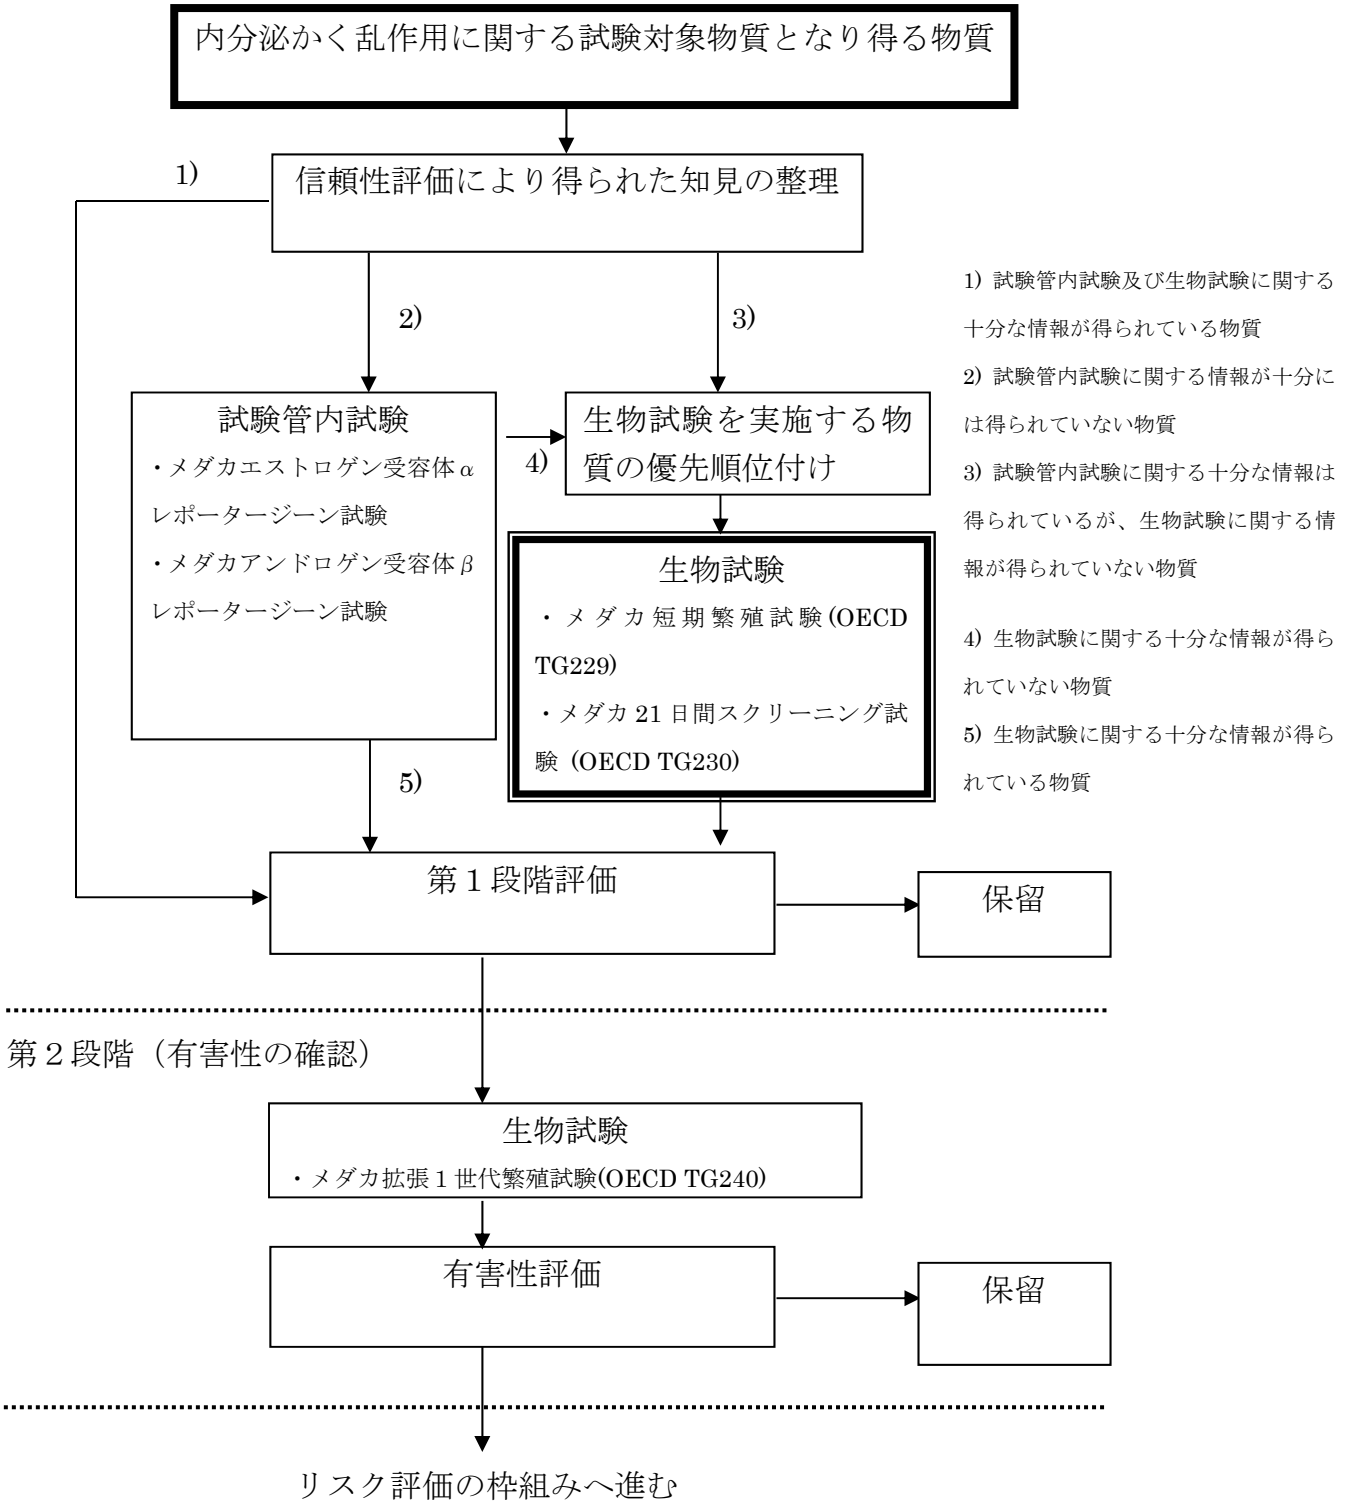 内分泌かく乱作用に関する試験対象物質となり得る物質
1)
信頼性評価により得られた知見の整理
2)
3)
試験管内試験
・メダカエストロゲン受容体 α
レポータージーン試験
・メダカアンドロゲン受容体 β
レポータージーン試験
4)
生物試験を実施する物
質の優先順位付け
生物試験
・メダカ短期繁殖試験(OECD
TG229)
・メダカ 21 日間スクリーニング試
験 (OECD TG230)
5)
1) 試験管内試験及び生物試験に関する
十分な情報が得られている物質
2) 試験管内試験に関する情報が十分に
は得られていない物質
3) 試験管内試験に関する十分な情報は
得られているが、生物試験に関する情
報が得られていない物質
4) 生物試験に関する十分な情報が得ら
れていない物質
5) 生物試験に関する十分な情報が得ら
れている物質
第１段階評価
保留
第２段階（有害性の確認）
生物試験
・メダカ拡張１世代繁殖試験(OECD TG240)
有害性評価
保留
リスク評価の枠組みへ進む